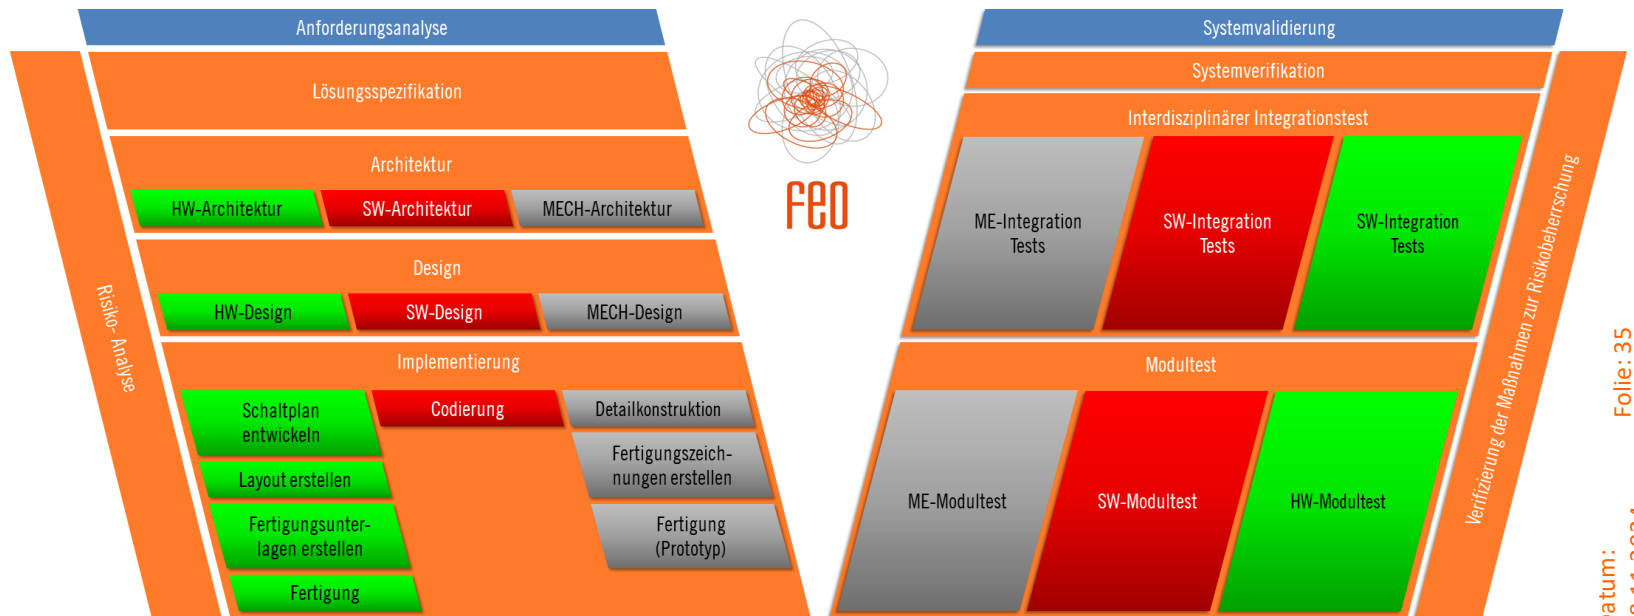 Anforderungsanalyse
Lösungsspezifikation
Architektur
HW-Architektur
SW-Architektur
MECH-Architektur
Design
HW-Design
SW-Design
MECH-Design
Implementierung
Schaltplan
entwickeln
Layout erstellen
Fertigungsunter-
lagen erstellen
Fertigung
Codierung
Detailkonstruktion
Fertigungszeich-
nungen erstellen
Fertigung
(Prototyp)
Risiko- Analyse
feo
Systemvalidierung
Systemverifikation
Interdisziplinärer Integrationstest
ME-Integration
Tests
SW-Integration
Tests
SW-Integration
Tests
Modultest
ME-Modultest
SW-Modultest
HW-Modultest
Verifizierung der Maßnahmen zur Risikobeherrschung
Folie: 35